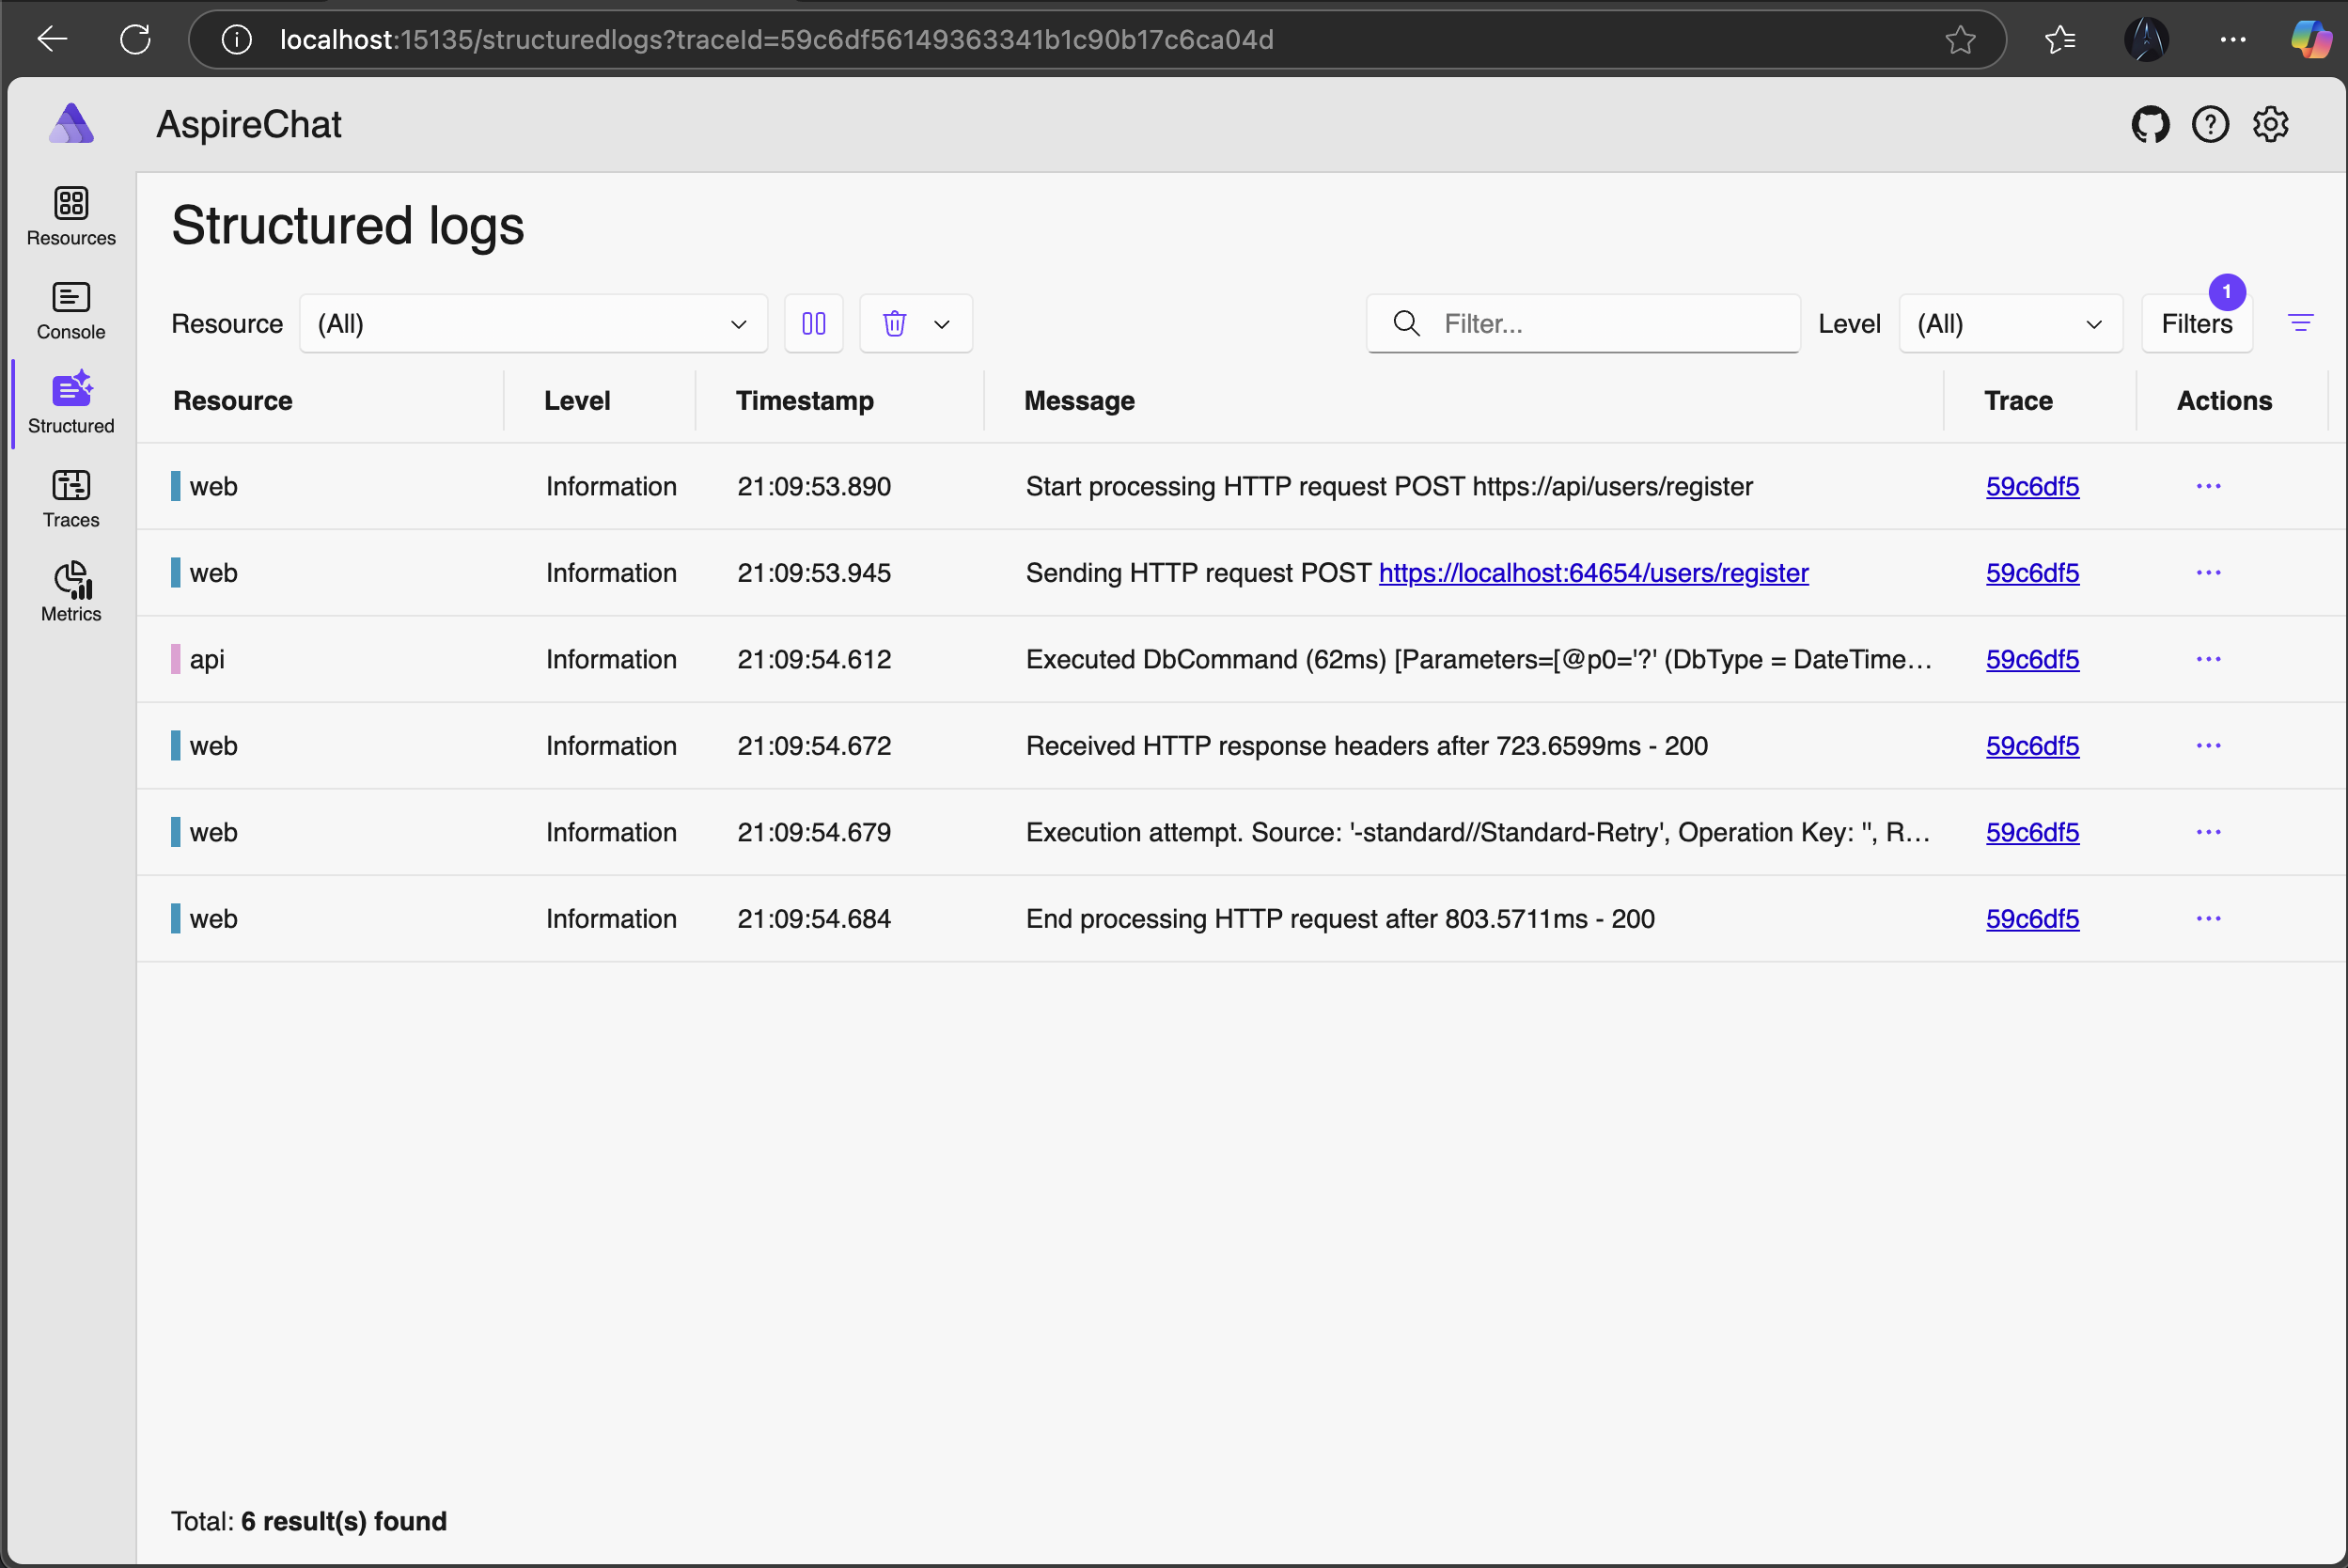 localhost:15135/structuredlogs?traceId=59c6df56149363341b1c90b17c6ca04d
AspireChat
Resources
Console
Structured
Traces
Metrics
Structured logs
Resource (All) Filter... Level (All) Filters 1
Resource Level Timestamp Message Trace Actions
web Information 21:09:53.890 Start processing HTTP request POST https://api/users/register 59c6df5 ...
web Information 21:09:53.945 Sending HTTP request POST https://localhost:64654/users/register 59c6df5 ...
api Information 21:09:54.612 Executed DbCommand (62ms) [Parameters=[@p0='?' (DbType = DateTime... 59c6df5 ...
web Information 21:09:54.672 Received HTTP response headers after 723.6599ms - 200 59c6df5 ...
web Information 21:09:54.679 Execution attempt. Source: '-standard//Standard-Retry', Operation Key: '', R... 59c6df5 ...
web Information 21:09:54.684 End processing HTTP request after 803.5711ms - 200 59c6df5 ...
Total: 6 result(s) found